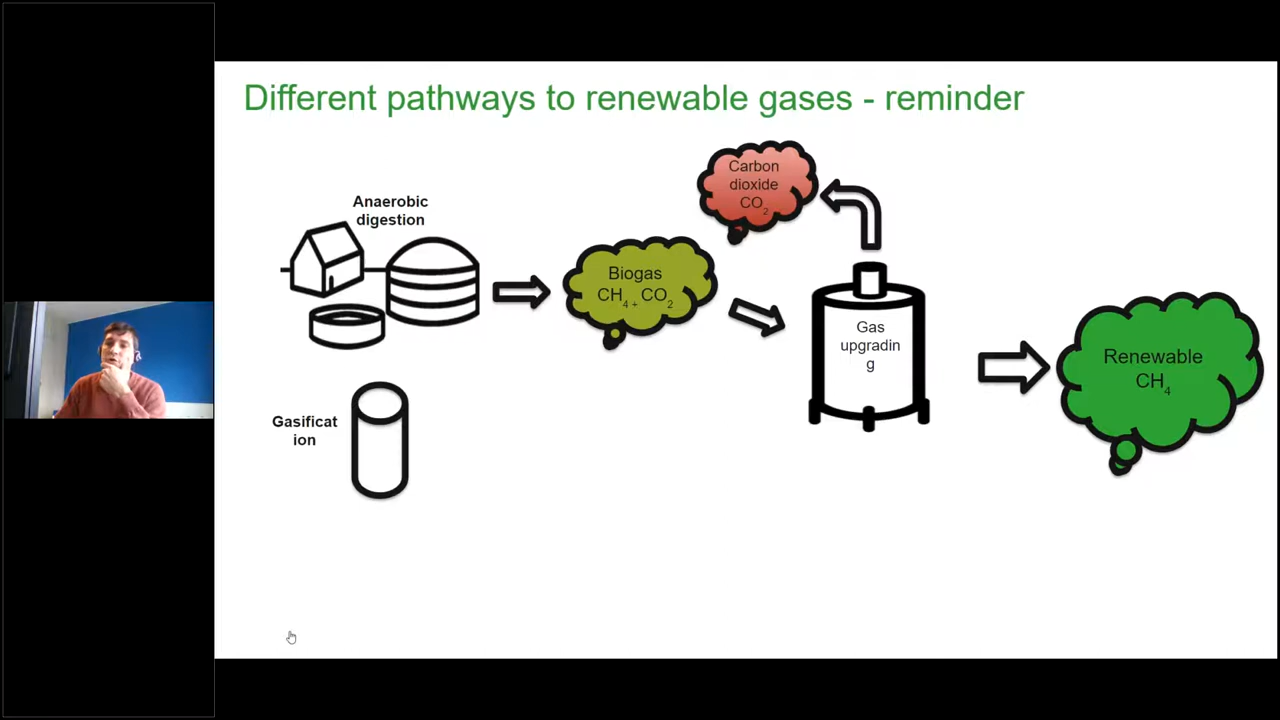 Different pathways to renewable gases - reminder
Carbon
dioxide
CO2
Anaerobic
digestion
Biogas
CH4 + CO2
Gas
upgradin
g
Renewable
CH4
Gasificat
ion